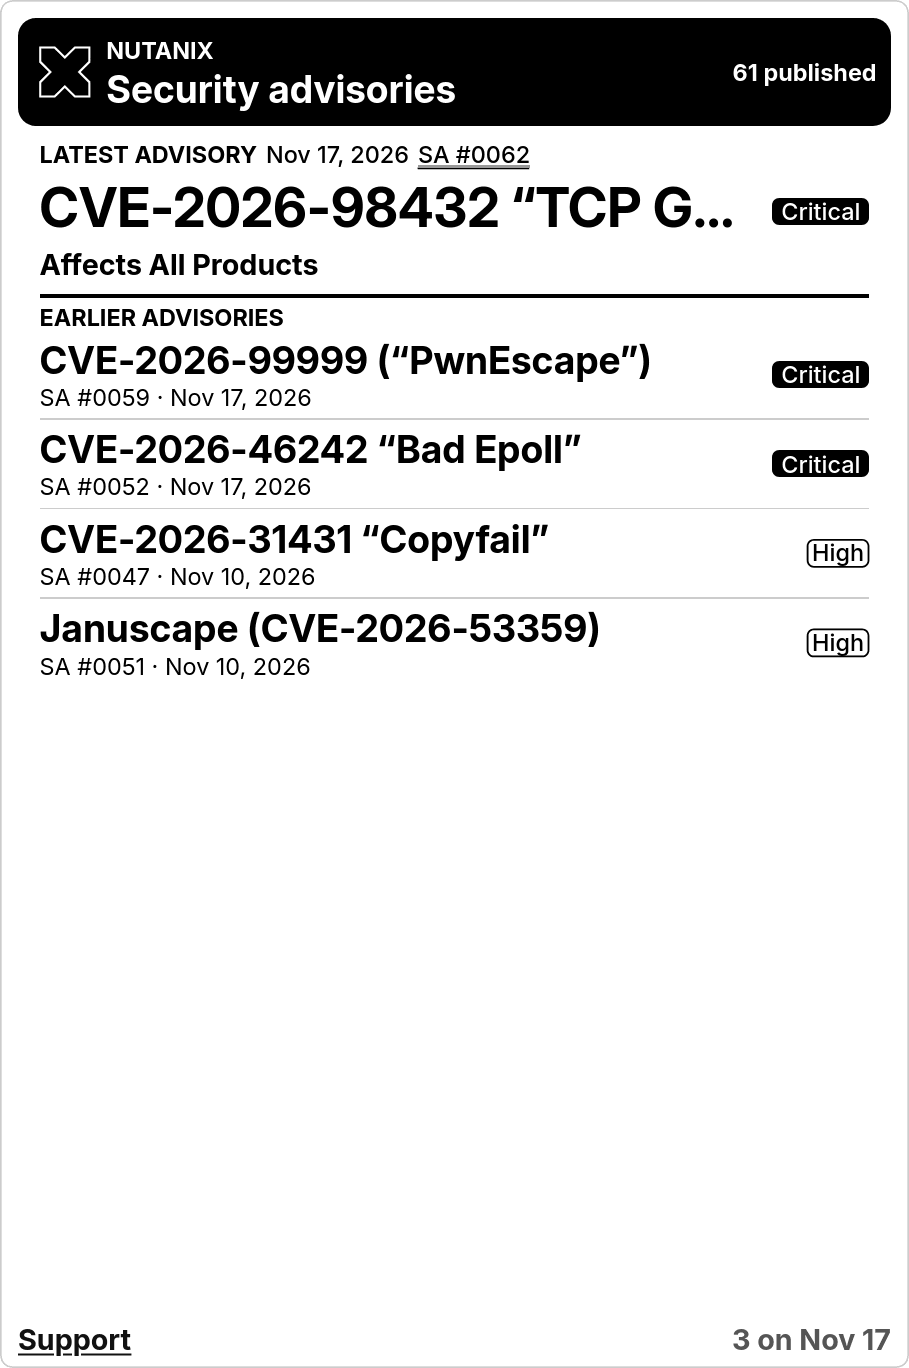 NUTANIX
Security advisories
61 published
LATEST ADVISORY Nov 17, 2026 SA #0062
CVE-2026-98432 “TCP G...
Critical
Affects All Products
EARLIER ADVISORIES
CVE-2026-99999 (“PwnEscape”)
SA #0059 · Nov 17, 2026
Critical
CVE-2026-46242 “Bad Epoll”
SA #0052 · Nov 17, 2026
Critical
CVE-2026-31431 “Copyfail”
SA #0047 · Nov 10, 2026
High
Januscape (CVE-2026-53359)
SA #0051 · Nov 10, 2026
High
Support
3 on Nov 17